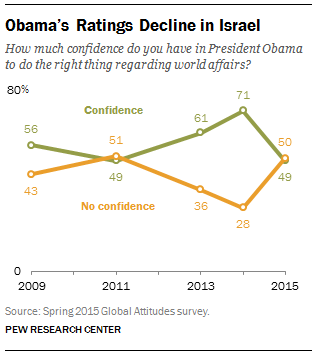 Obama's Ratings Decline in Israel
How much confidence do you have in President Obama
to do the right thing regarding world affairs?
80%
71
Confidence
61
56
51
50
49
49
43
No confidence
36
28
0
2009 2011 2013 2015
Source: Spring 2015 Global Attitudes survey.
PEW RESEARCH CENTER